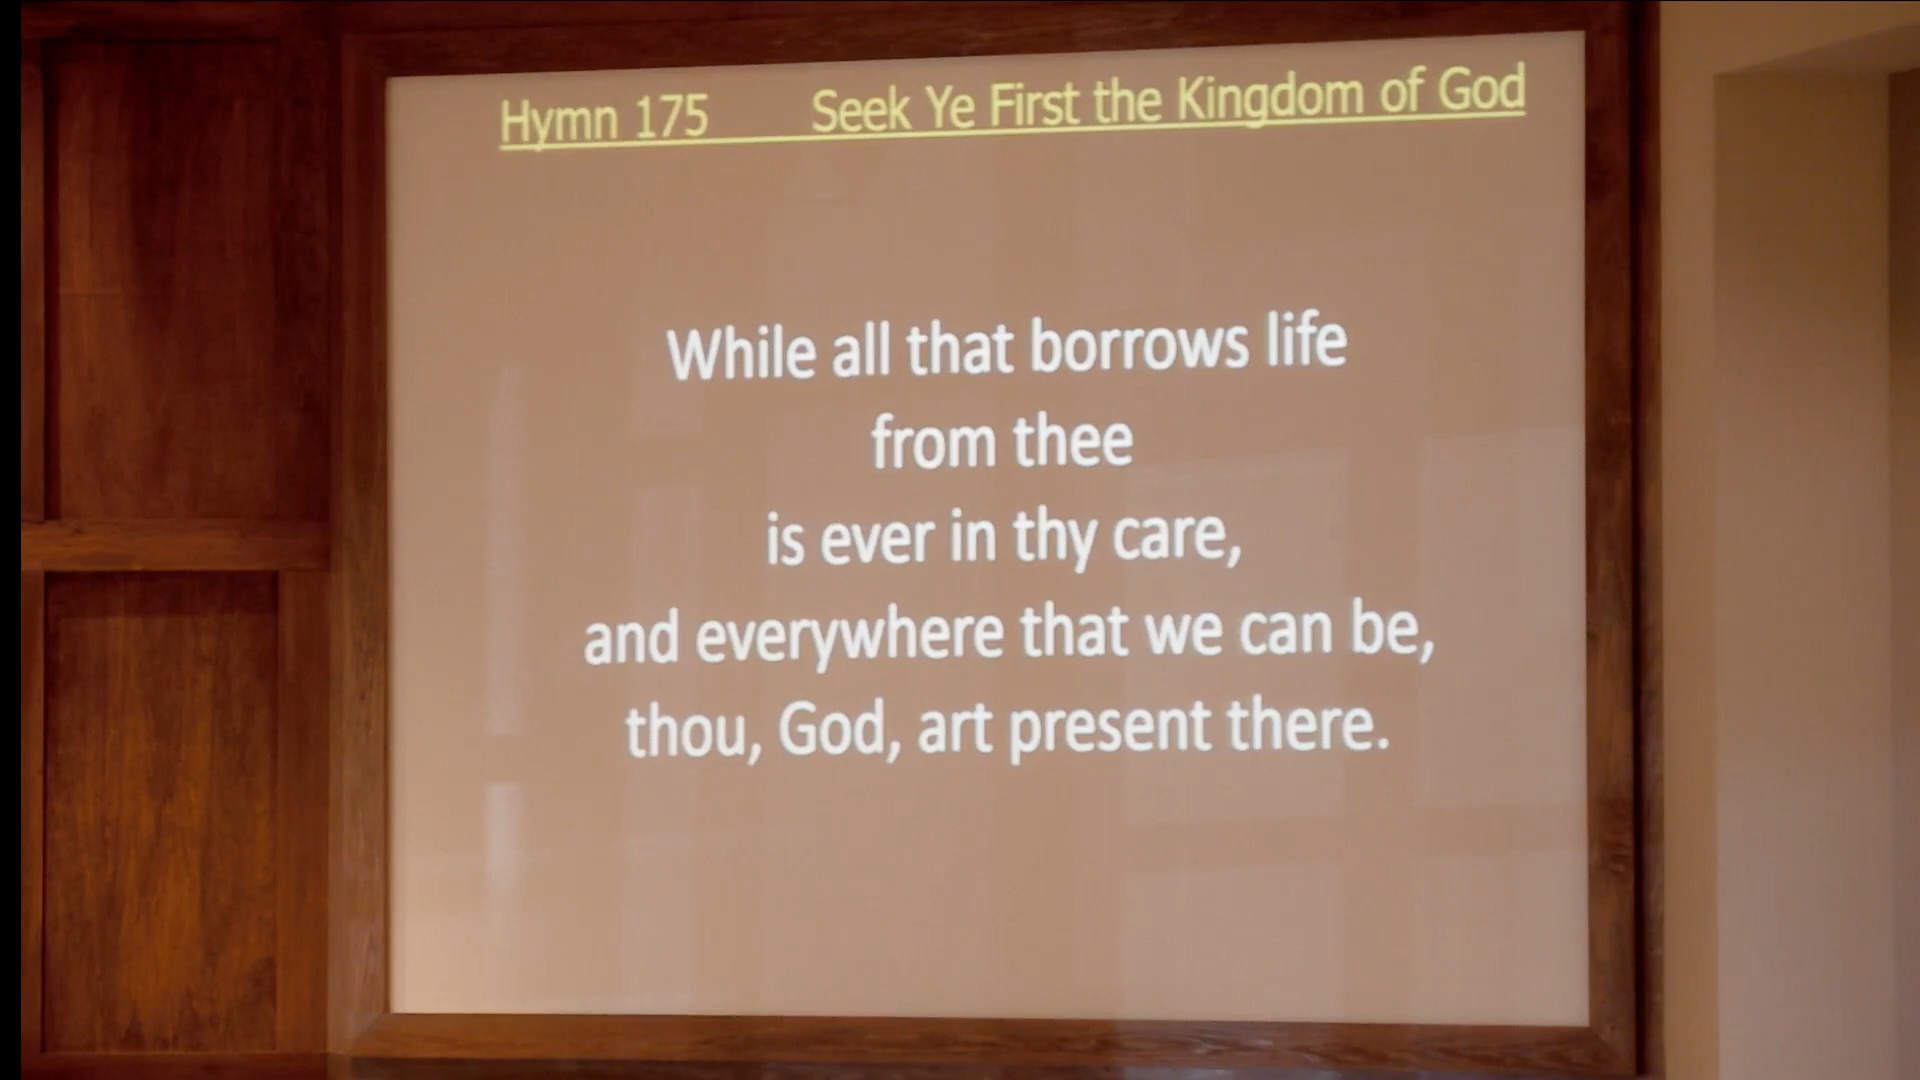 Hymn 175 Seek Ye First the Kingdom of God
While all that borrows life
from thee
is ever in thy care,
and everywhere that we can be,
thou, God, art present there.